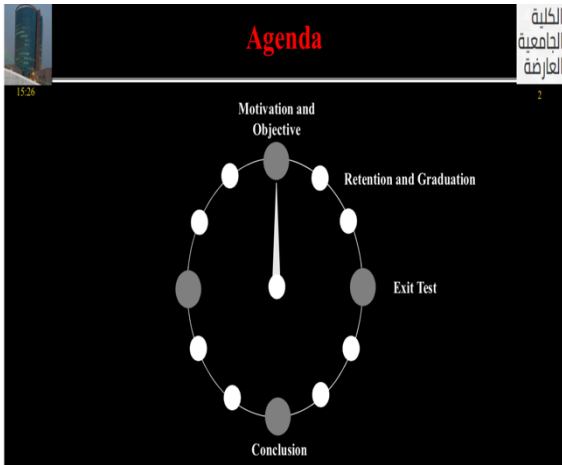 Agenda
الكلية
الجامعية
العارضة
15:26
2
Motivation and
Objective
Retention and Graduation
Exit Test
Conclusion